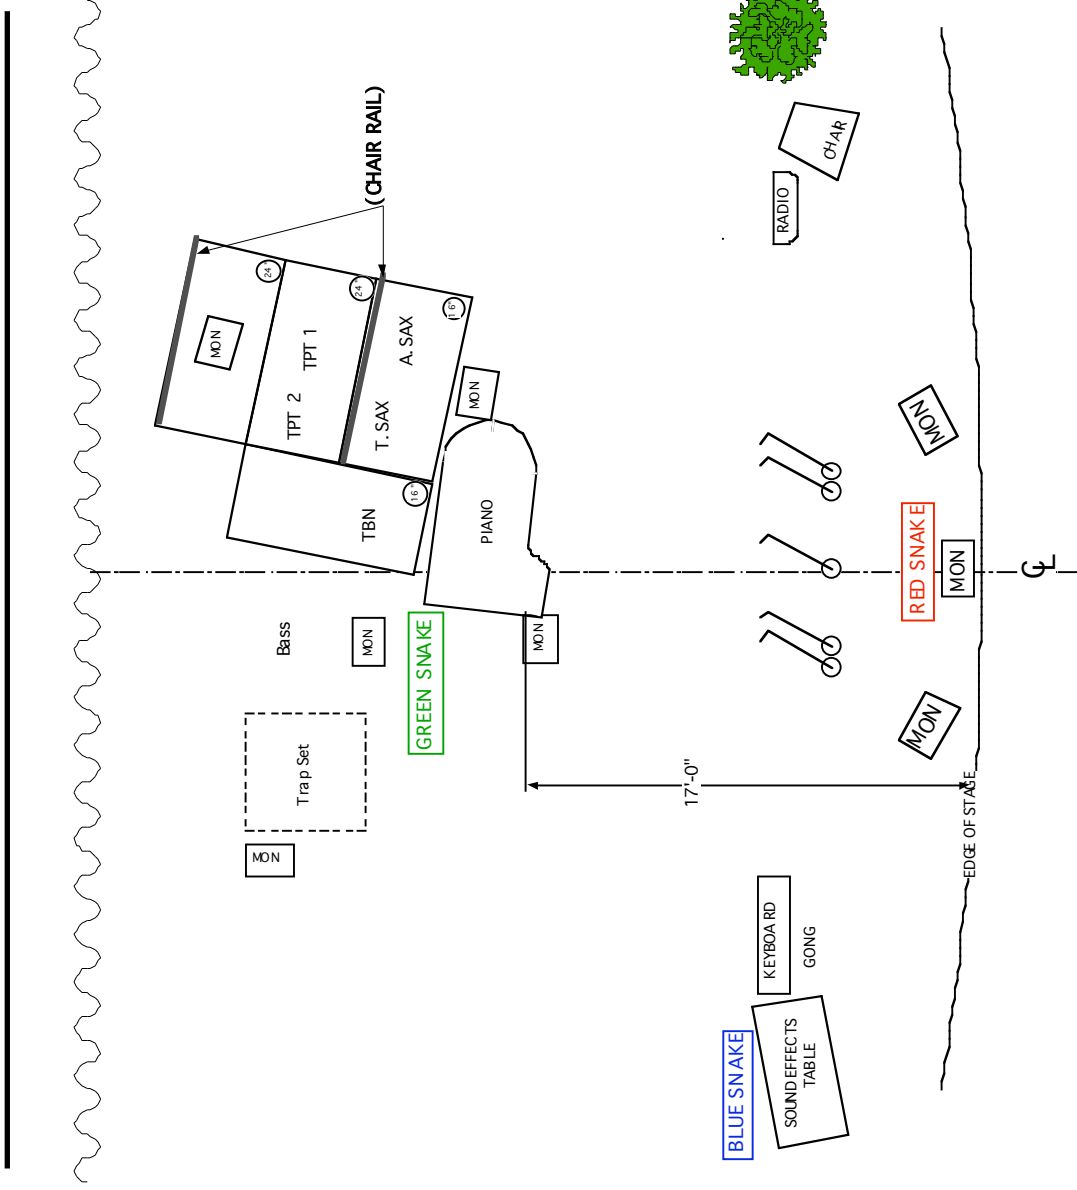 (CHAIR RAIL)
CHAIR
RADIO
24"
24"
16"
MON
TPT 1
A. SAX
TPT 2
T. SAX
MON
MON
TBN
16"
PIANO
RED SNAKE
MON
CL
Bass
MON
GREEN SNAKE
MON
MON
Trap Set
17'-0"
EDGE OF STAGE
MON
KEYBOARD
GONG
BLUE SNAKE
SOUND EFFECTS
TABLE